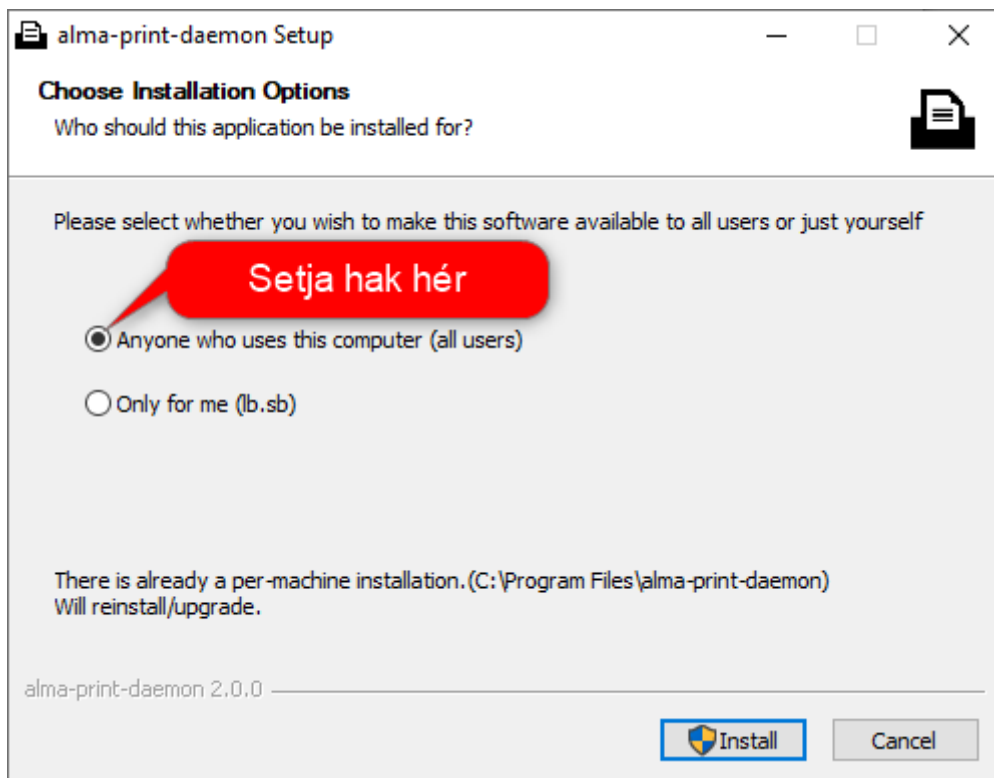 alma-print-daemon Setup
Choose Installation Options
Who should this application be installed for?
Please select whether you wish to make this software available to all users or just yourself
Setja hak hér
Anyone who uses this computer (all users)
Only for me (lb.sb)
There is already a per-machine installation.(C:\Program Files\alma-print-daemon)
Will reinstall/upgrade.
alma-print-daemon 2.0.0
Install
Cancel